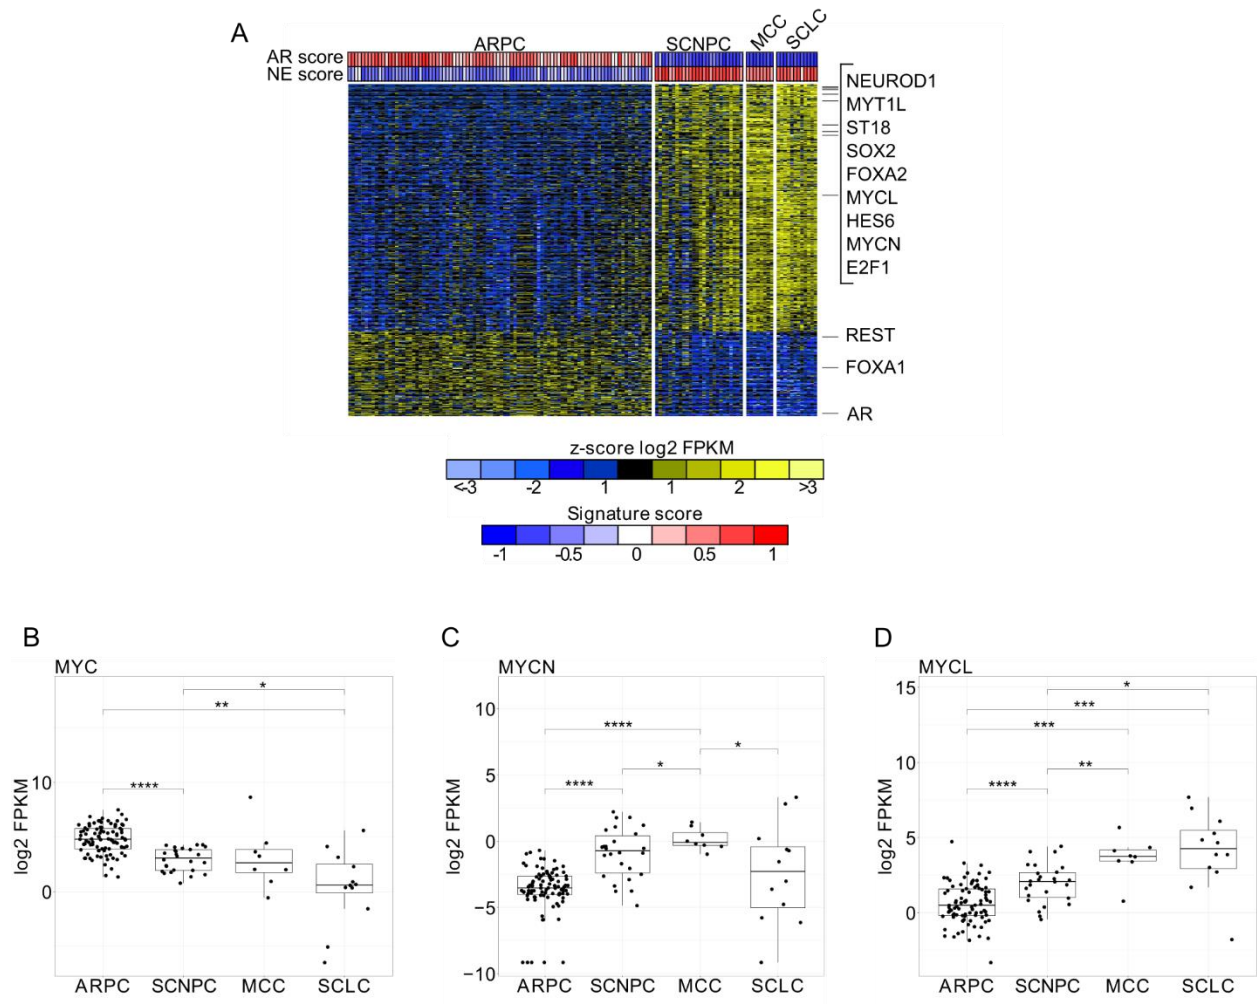 A
ARPC
SCNPC
MCC
SCLC
AR score
NE score
NEUROD1
MYT1L
ST18
SOX2
FOXA2
MYCL
HES6
MYCN
E2F1
REST
FOXA1
AR
z-score log2 FPKM
<-3 -2 1 1 2 >3
Signature score
-1 -0.5 0 0.5 1
B
MYC
*
**
****
10
0
log2 FPKM
ARPC SCNPC MCC SCLC
C
MYCN
****
*
*
****
10
5
0
−5
−10
log2 FPKM
ARPC SCNPC MCC SCLC
D
MYCL
*
***
***
**
****
15
10
5
0
log2 FPKM
ARPC SCNPC MCC SCLC